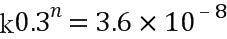 k0.3ⁿ = 3.6 × 10⁻⁸